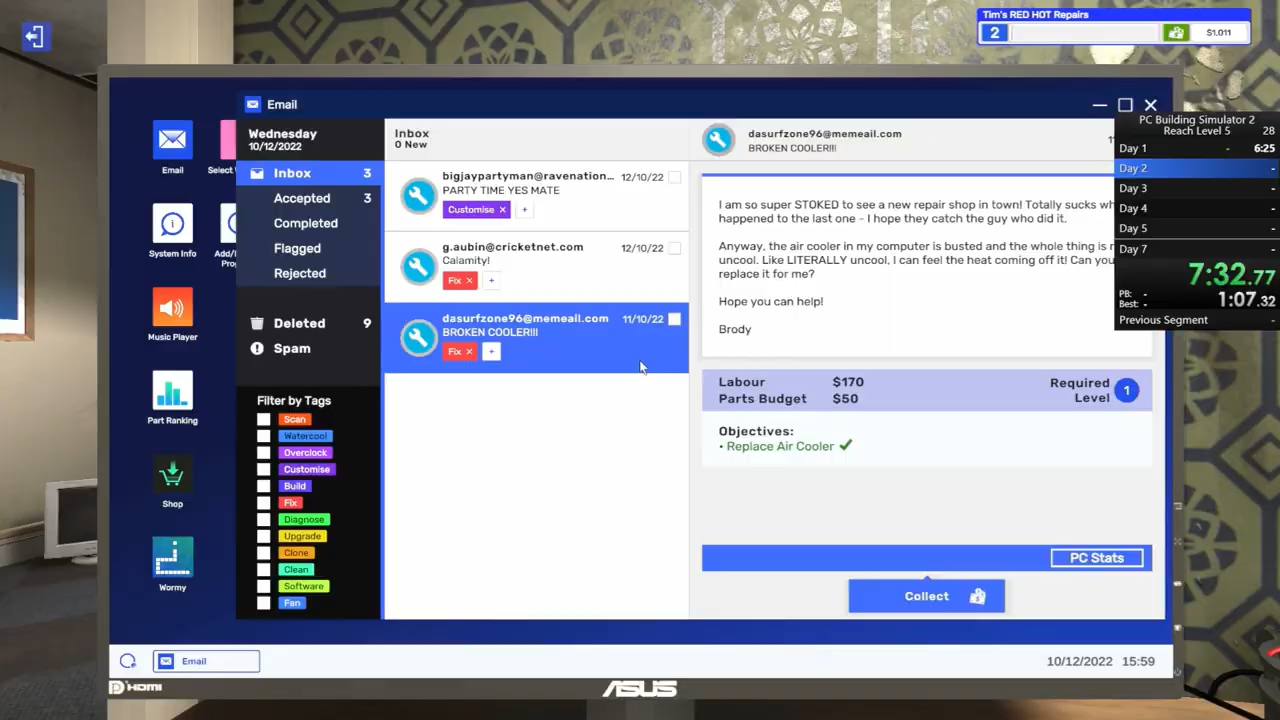 Tim's RED HOT Repairs
2
$1,011
Email
Email
Select
System Info
Add/
Prog
Music Player
Part Ranking
Shop
Wormy
Wednesday
10/12/2022
Inbox 3
Accepted 3
Completed
Flagged
Rejected
Deleted 9
Spam
Filter by Tags
Scan
Watercool
Overclock
Customise
Build
Fix
Diagnose
Upgrade
Clone
Clean
Software
Fan
Inbox
0 New
bigjaypartyman@ravenation... 12/10/22
PARTY TIME YES MATE
Customise × +
g.aubin@cricketnet.com 12/10/22
Calamity!
Fix × +
dasurfzone96@memeail.com 11/10/22
BROKEN COOLER!!!
Fix × +
dasurfzone96@memeail.com
BROKEN COOLER!!!
I am so super STOKED to see a new repair shop in town! Totally sucks
happened to the last one - I hope they catch the guy who did it.
Anyway, the air cooler in my computer is busted and the whole thing is
uncool. Like LITERALLY uncool, I can feel the heat coming off it! Can you
replace it for me?
Hope you can help!
Brody
Labour $170
Parts Budget $50
Required
Level 1
Objectives:
• Replace Air Cooler ✓
PC Stats
Collect
PC Building Simulator 2
Reach Level 5 28
Day 1 - 6:25
Day 2 -
Day 3 -
Day 4 -
Day 5 -
Day 7 -
7:32.77
PB: -
Best: -
1:07.32
Previous Segment -
Email
10/12/2022 15:59
HDMI
ASUS